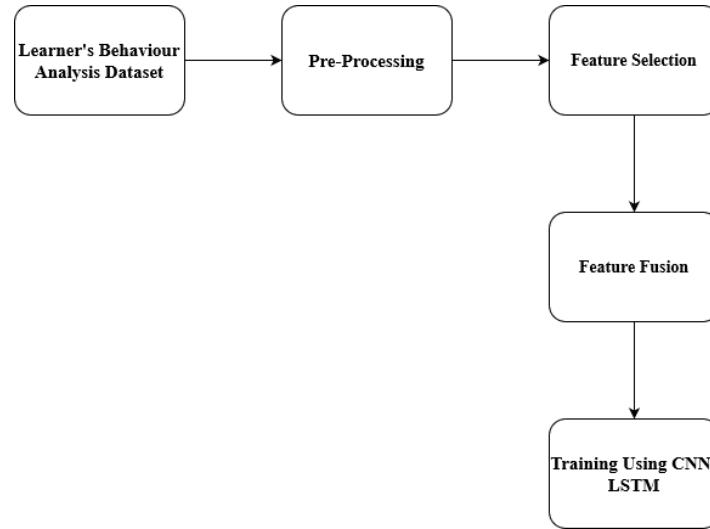 Learner's Behaviour
Analysis Dataset
Pre-Processing
Feature Selection
Feature Fusion
Training Using CNN
LSTM